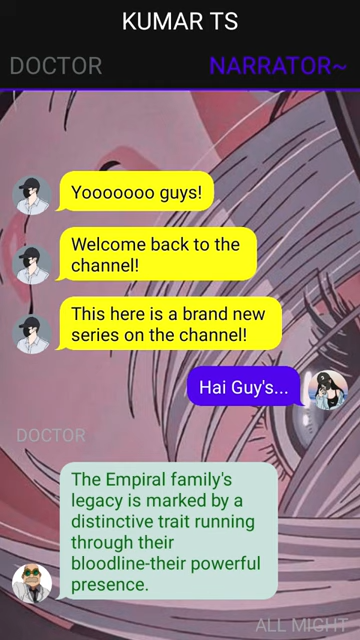 KUMAR TS
DOCTOR
NARRATOR~
Yooooooo guys!
Welcome back to the
channel!
This here is a brand new
series on the channel!
Hai Guy's...
DOCTOR
The Empiral family's
legacy is marked by a
distinctive trait running
through their
bloodline-their powerful
presence.
ALL MIGHT